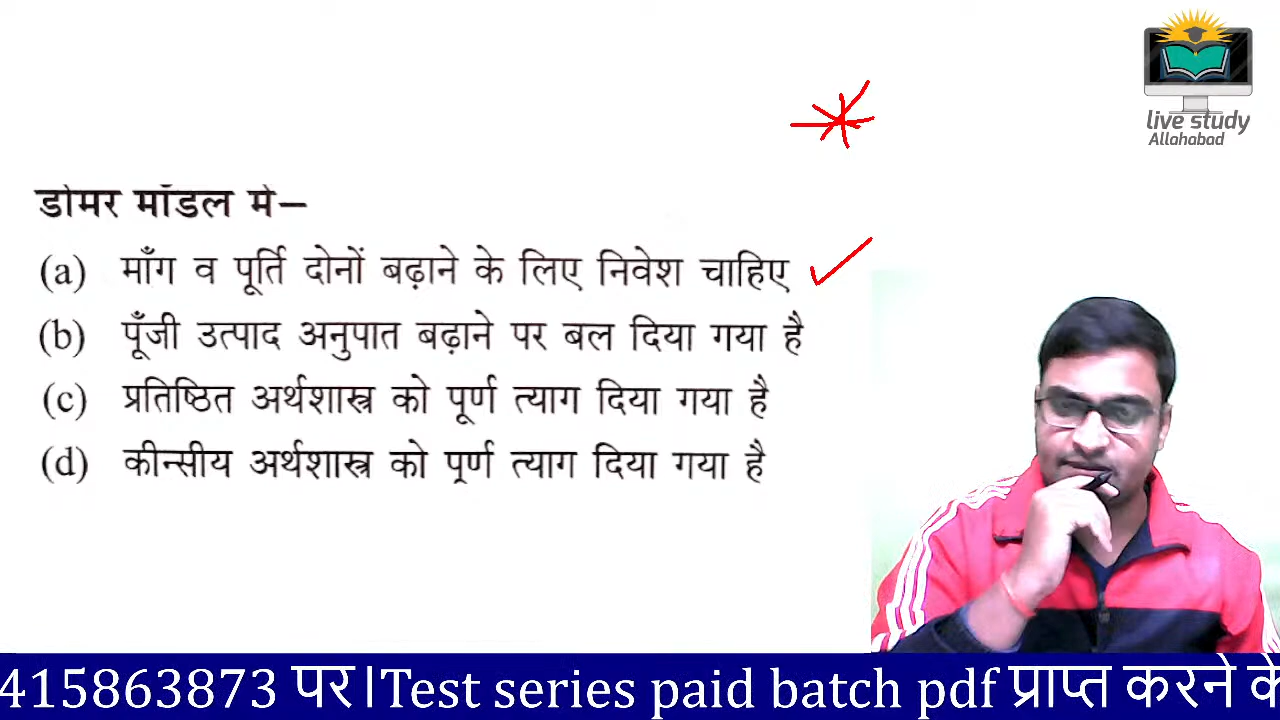 live study
Allahabad
डोमर मॉडल में–
(a) माँग व पूर्ति दोनों बढ़ाने के लिए निवेश चाहिए
(b) पूँजी उत्पाद अनुपात बढ़ाने पर बल दिया गया है
(c) प्रतिष्ठित अर्थशास्त्र को पूर्ण त्याग दिया गया है
(d) कीन्सीय अर्थशास्त्र को पूर्ण त्याग दिया गया है
415863873 पर।Test series paid batch pdf प्राप्त करने के